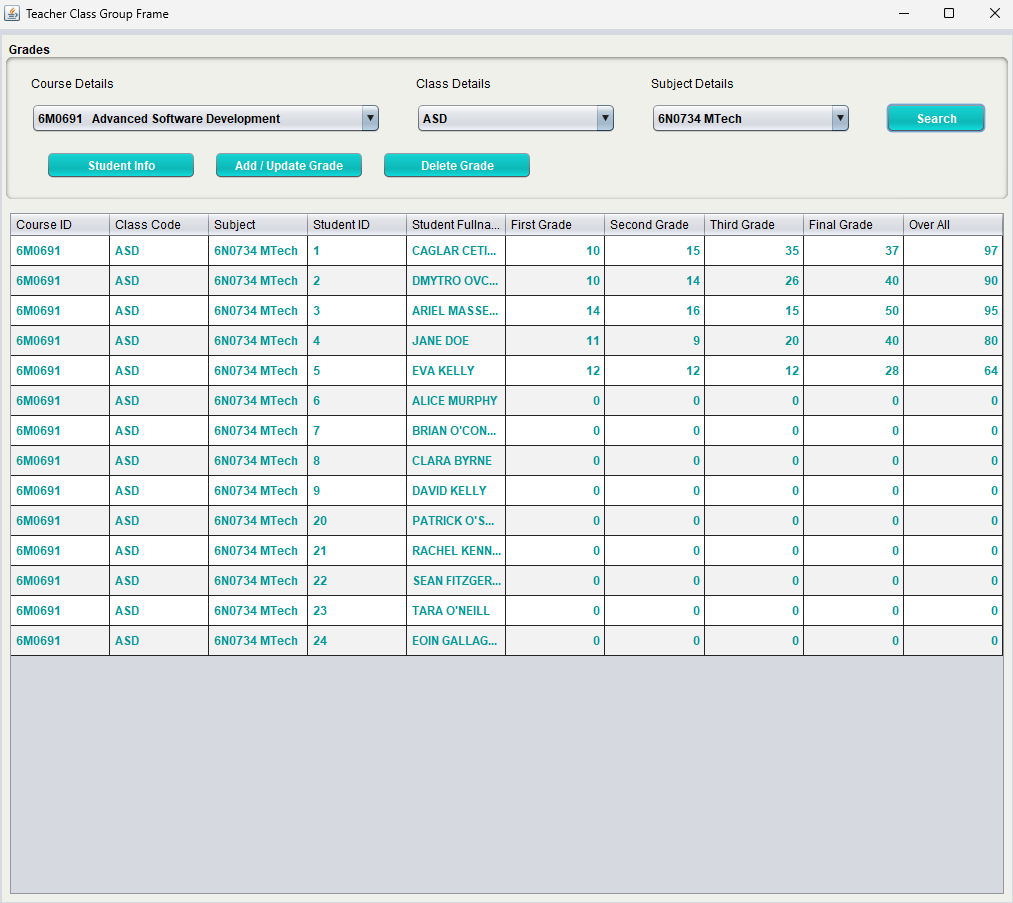 Teacher Class Group Frame
Grades
Course Details Class Details Subject Details
6M0691 Advanced Software Development ASD 6N0734 MTech Search
Student Info Add / Update Grade Delete Grade
Course ID Class Code Subject Student ID Student Fullna... First Grade Second Grade Third Grade Final Grade Over All
6M0691 ASD 6N0734 MTech 1 CAGLAR CETI... 10 15 35 37 97
6M0691 ASD 6N0734 MTech 2 DMYTRO OVC... 10 14 26 40 90
6M0691 ASD 6N0734 MTech 3 ARIEL MASSE... 14 16 15 50 95
6M0691 ASD 6N0734 MTech 4 JANE DOE 11 9 20 40 80
6M0691 ASD 6N0734 MTech 5 EVA KELLY 12 12 12 28 64
6M0691 ASD 6N0734 MTech 6 ALICE MURPHY 0 0 0 0 0
6M0691 ASD 6N0734 MTech 7 BRIAN O'CON... 0 0 0 0 0
6M0691 ASD 6N0734 MTech 8 CLARA BYRNE 0 0 0 0 0
6M0691 ASD 6N0734 MTech 9 DAVID KELLY 0 0 0 0 0
6M0691 ASD 6N0734 MTech 20 PATRICK O'S... 0 0 0 0 0
6M0691 ASD 6N0734 MTech 21 RACHEL KENN... 0 0 0 0 0
6M0691 ASD 6N0734 MTech 22 SEAN FITZGER... 0 0 0 0 0
6M0691 ASD 6N0734 MTech 23 TARA O'NEILL 0 0 0 0 0
6M0691 ASD 6N0734 MTech 24 EOIN GALLAG... 0 0 0 0 0